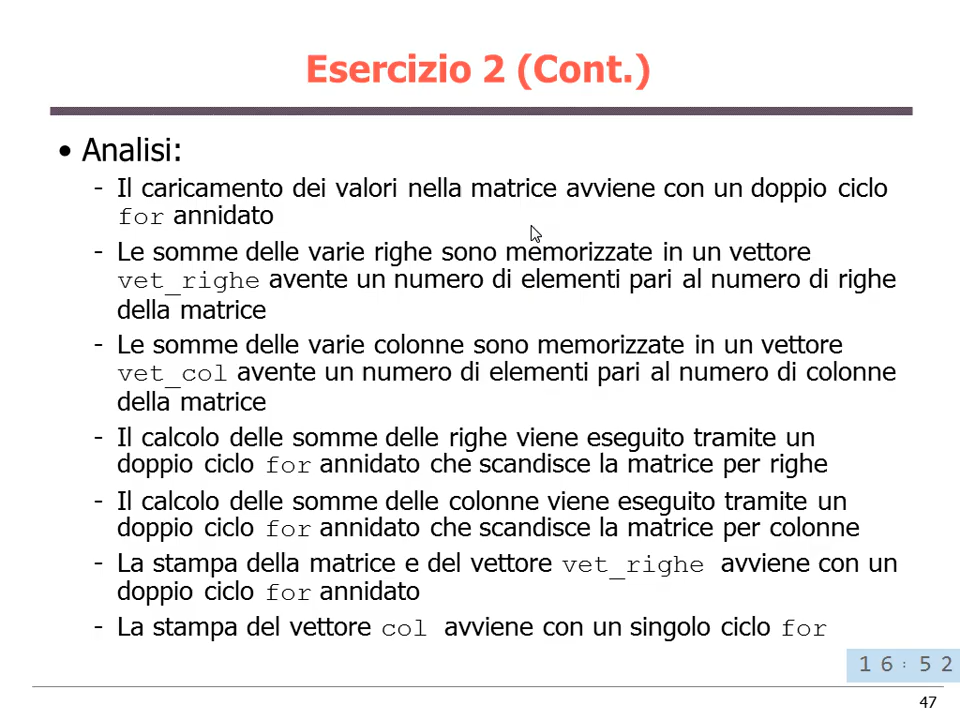 Esercizio 2 (Cont.)
• Analisi:
- Il caricamento dei valori nella matrice avviene con un doppio ciclo
for annidato
- Le somme delle varie righe sono memorizzate in un vettore
vet_righe avente un numero di elementi pari al numero di righe
della matrice
- Le somme delle varie colonne sono memorizzate in un vettore
vet_col avente un numero di elementi pari al numero di colonne
della matrice
- Il calcolo delle somme delle righe viene eseguito tramite un
doppio ciclo for annidato che scandisce la matrice per righe
- Il calcolo delle somme delle colonne viene eseguito tramite un
doppio ciclo for annidato che scandisce la matrice per colonne
- La stampa della matrice e del vettore vet_righe avviene con un
doppio ciclo for annidato
- La stampa del vettore col avviene con un singolo ciclo for
16:52
47